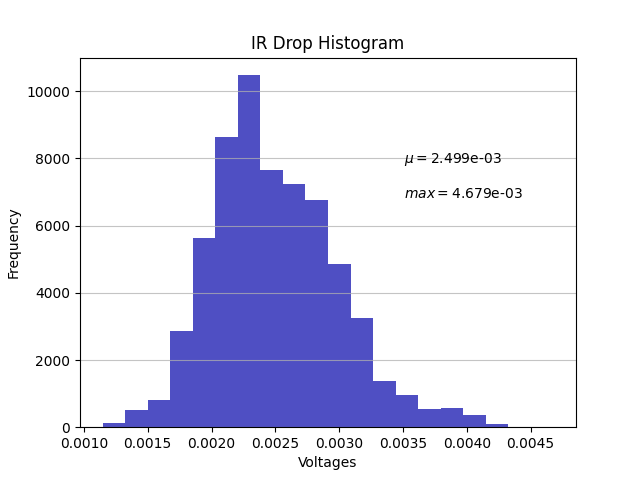 IR Drop Histogram
10000
8000
6000
4000
2000
0
Frequency
μ = 2.499e-03
max = 4.679e-03
0.0010 0.0015 0.0020 0.0025 0.0030 0.0035 0.0040 0.0045
Voltages